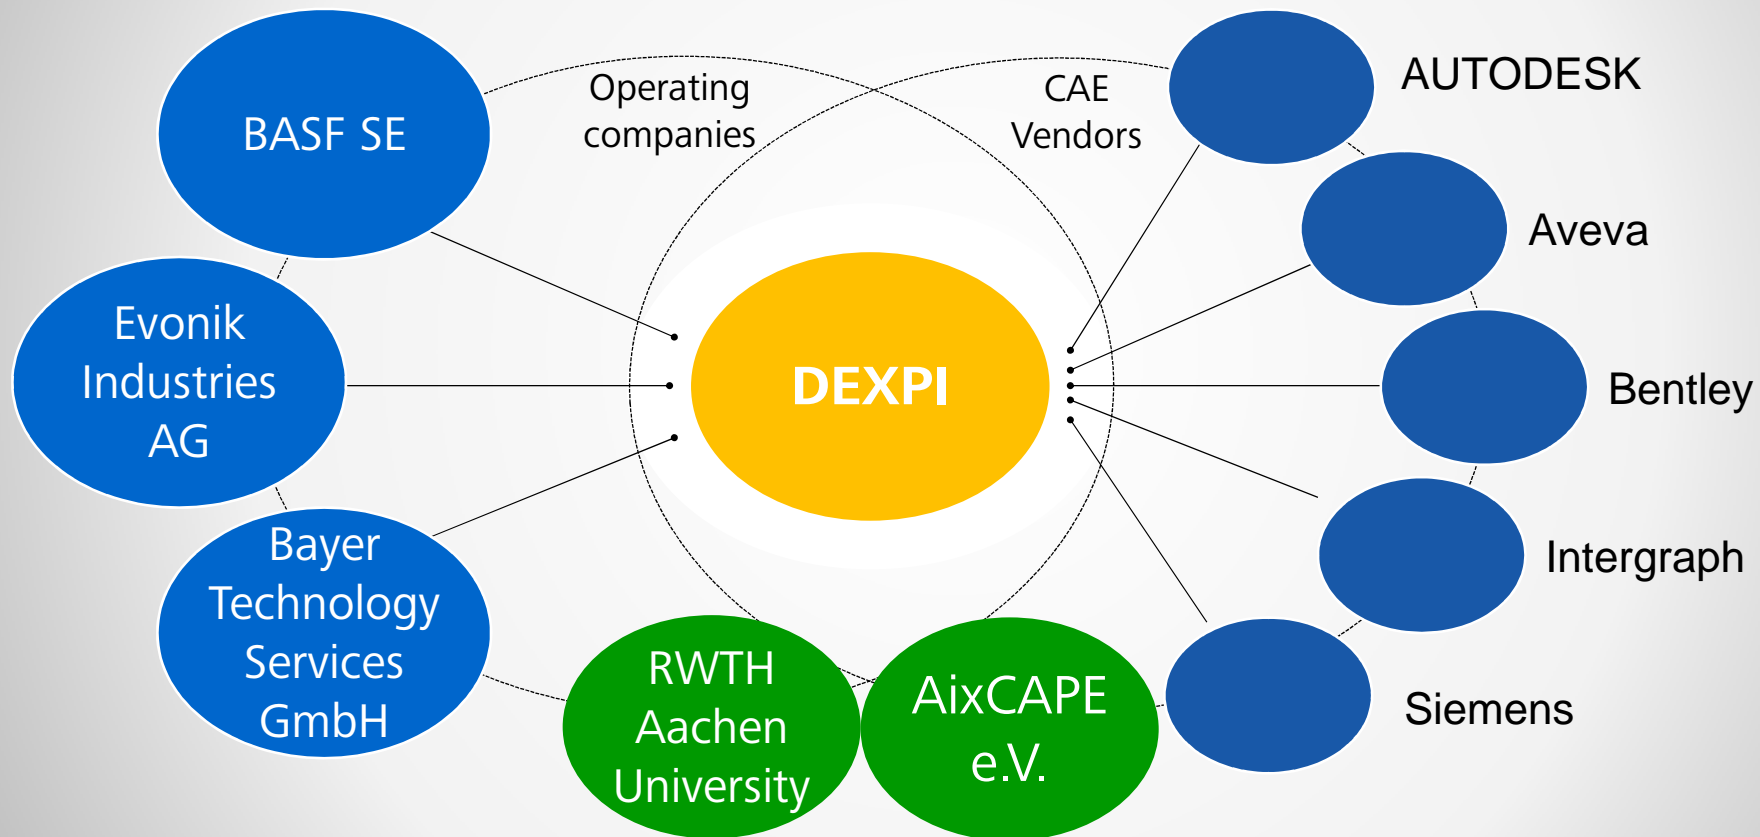 BASF SE
Operating
companies
CAE
Vendors
AUTODESK
Aveva
Evonik
Industries
AG
DEXPI
Bentley
Bayer
Technology
Services
GmbH
Intergraph
RWTH
Aachen
University
AixCAPE
e.V.
Siemens